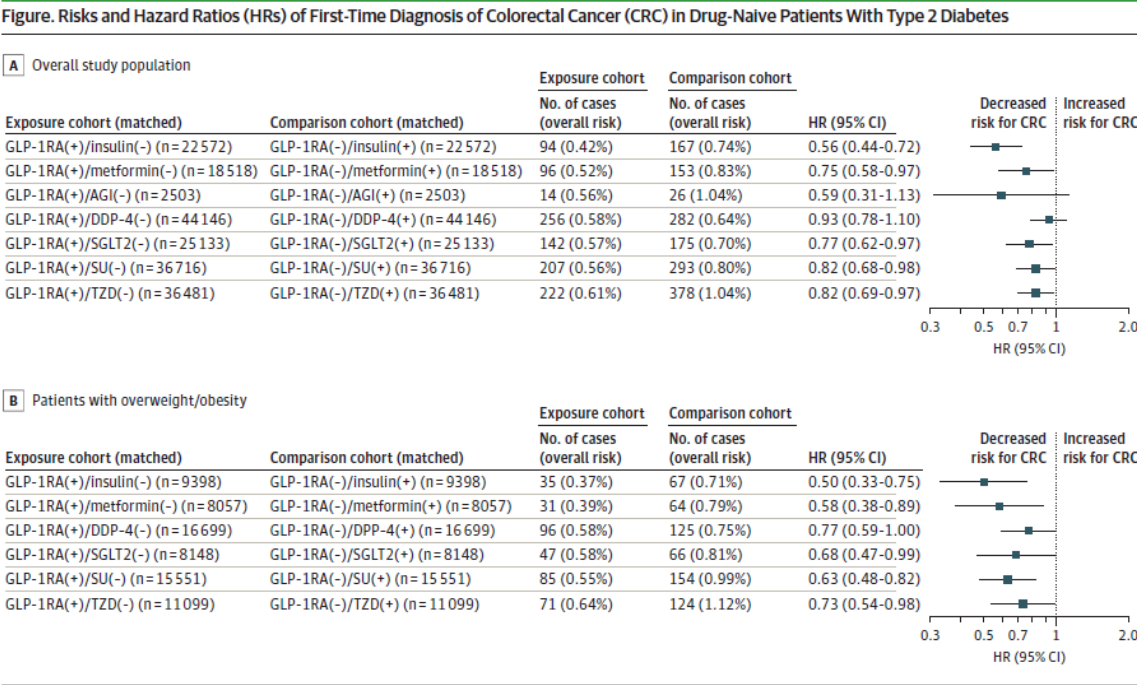 Figure. Risks and Hazard Ratios (HRs) of First-Time Diagnosis of Colorectal Cancer (CRC) in Drug-Naive Patients With Type 2 Diabetes
A Overall study population
Exposure cohort Comparison cohort
No. of cases No. of cases Decreased Increased
Exposure cohort (matched) Comparison cohort (matched) (overall risk) (overall risk) HR (95% CI) risk for CRC risk for CRC
GLP-1RA(+)/insulin(-) (n=22572) GLP-1RA(-)/insulin(+) (n=22572) 94 (0.42%) 167 (0.74%) 0.56 (0.44-0.72)
GLP-1RA(+)/metformin(-) (n=18518) GLP-1RA(-)/metformin(+) (n=18518) 96 (0.52%) 153 (0.83%) 0.75 (0.58-0.97)
GLP-1RA(+)/AGI(-) (n=2503) GLP-1RA(-)/AGI(+) (n=2503) 14 (0.56%) 26 (1.04%) 0.59 (0.31-1.13)
GLP-1RA(+)/DDP-4(-) (n=44146) GLP-1RA(-)/DDP-4(+) (n=44146) 256 (0.58%) 282 (0.64%) 0.93 (0.78-1.10)
GLP-1RA(+)/SGLT2(-) (n=25133) GLP-1RA(-)/SGLT2(+) (n=25133) 142 (0.57%) 175 (0.70%) 0.77 (0.62-0.97)
GLP-1RA(+)/SU(-) (n=36716) GLP-1RA(-)/SU(+) (n=36716) 207 (0.56%) 293 (0.80%) 0.82 (0.68-0.98)
GLP-1RA(+)/TZD(-) (n=36481) GLP-1RA(-)/TZD(+) (n=36481) 222 (0.61%) 378 (1.04%) 0.82 (0.69-0.97)
0.3 0.5 0.7 1 2.0
HR (95% CI)
B Patients with overweight/obesity
Exposure cohort Comparison cohort
No. of cases No. of cases Decreased Increased
Exposure cohort (matched) Comparison cohort (matched) (overall risk) (overall risk) HR (95% CI) risk for CRC risk for CRC
GLP-1RA(+)/insulin(-) (n=9398) GLP-1RA(-)/insulin(+) (n=9398) 35 (0.37%) 67 (0.71%) 0.50 (0.33-0.75)
GLP-1RA(+)/metformin(-) (n=8057) GLP-1RA(-)/metformin(+) (n=8057) 31 (0.39%) 64 (0.79%) 0.58 (0.38-0.89)
GLP-1RA(+)/DDP-4(-) (n=16699) GLP-1RA(-)/DPP-4(+) (n=16699) 96 (0.58%) 125 (0.75%) 0.77 (0.59-1.00)
GLP-1RA(+)/SGLT2(-) (n=8148) GLP-1RA(-)/SGLT2(+) (n=8148) 47 (0.58%) 66 (0.81%) 0.68 (0.47-0.99)
GLP-1RA(+)/SU(-) (n=15551) GLP-1RA(-)/SU(+) (n=15551) 85 (0.55%) 154 (0.99%) 0.63 (0.48-0.82)
GLP-1RA(+)/TZD(-) (n=11099) GLP-1RA(-)/TZD(+) (n=11099) 71 (0.64%) 124 (1.12%) 0.73 (0.54-0.98)
0.3 0.5 0.7 1 2.0
HR (95% CI)